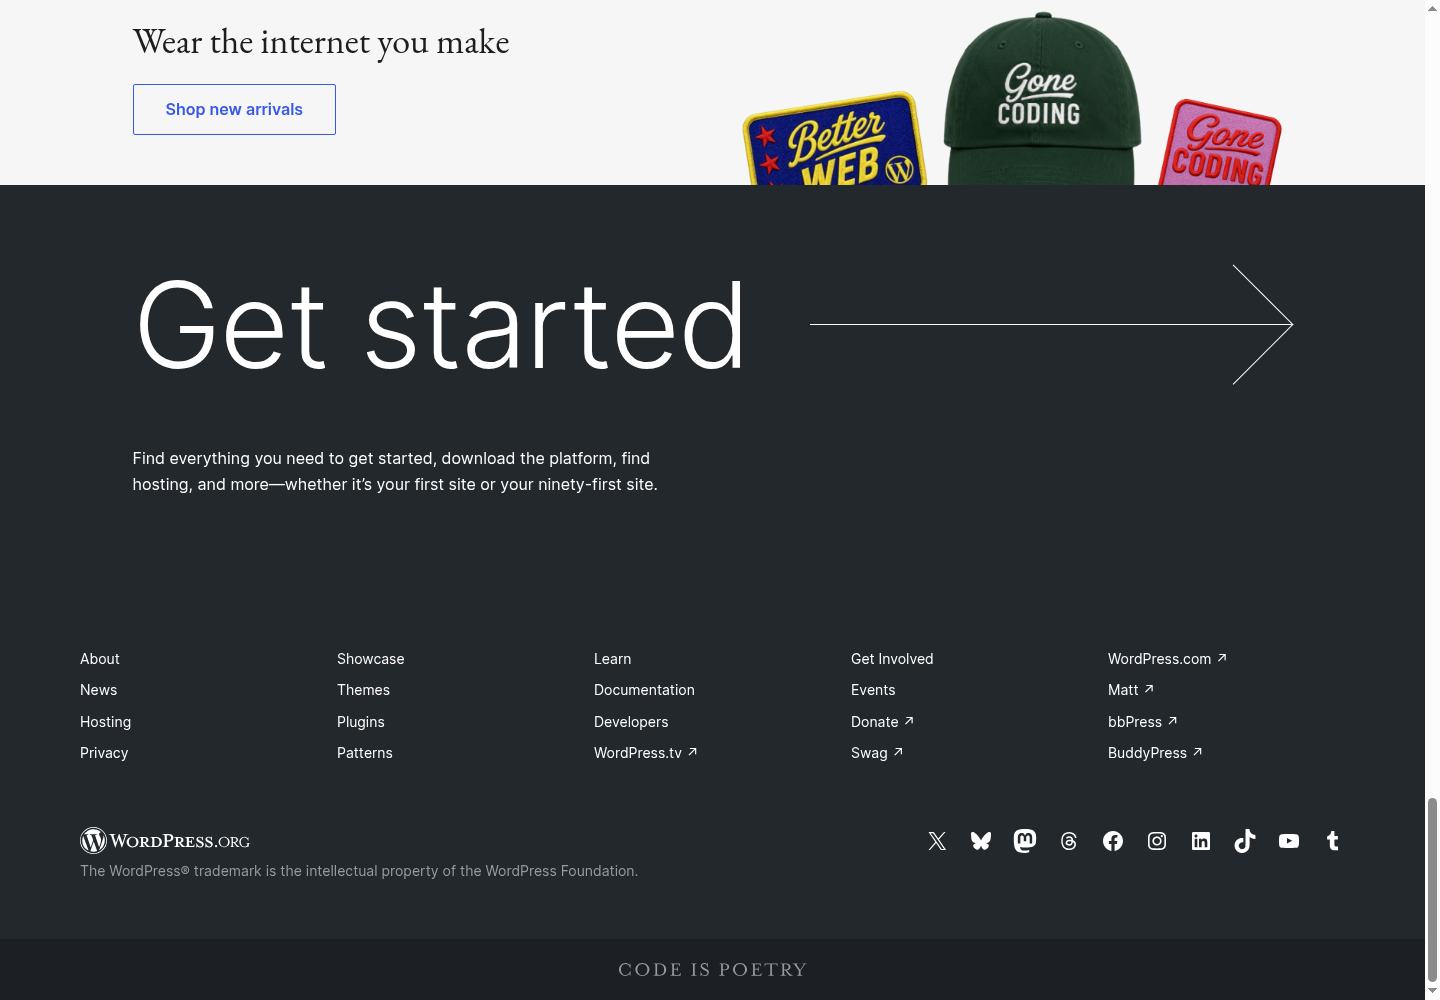 Wear the internet you make
Shop new arrivals
Better
WEB
Gone
CODING
Gone
CODING
Get started
Find everything you need to get started, download the platform, find
hosting, and more—whether it’s your first site or your ninety-first site.
About
News
Hosting
Privacy
Showcase
Themes
Plugins
Patterns
Learn
Documentation
Developers
WordPress.tv ↗
Get Involved
Events
Donate ↗
Swag ↗
WordPress.com ↗
Matt ↗
bbPress ↗
BuddyPress ↗
WORDPRESS.ORG
The WordPress® trademark is the intellectual property of the WordPress Foundation.
CODE IS POETRY